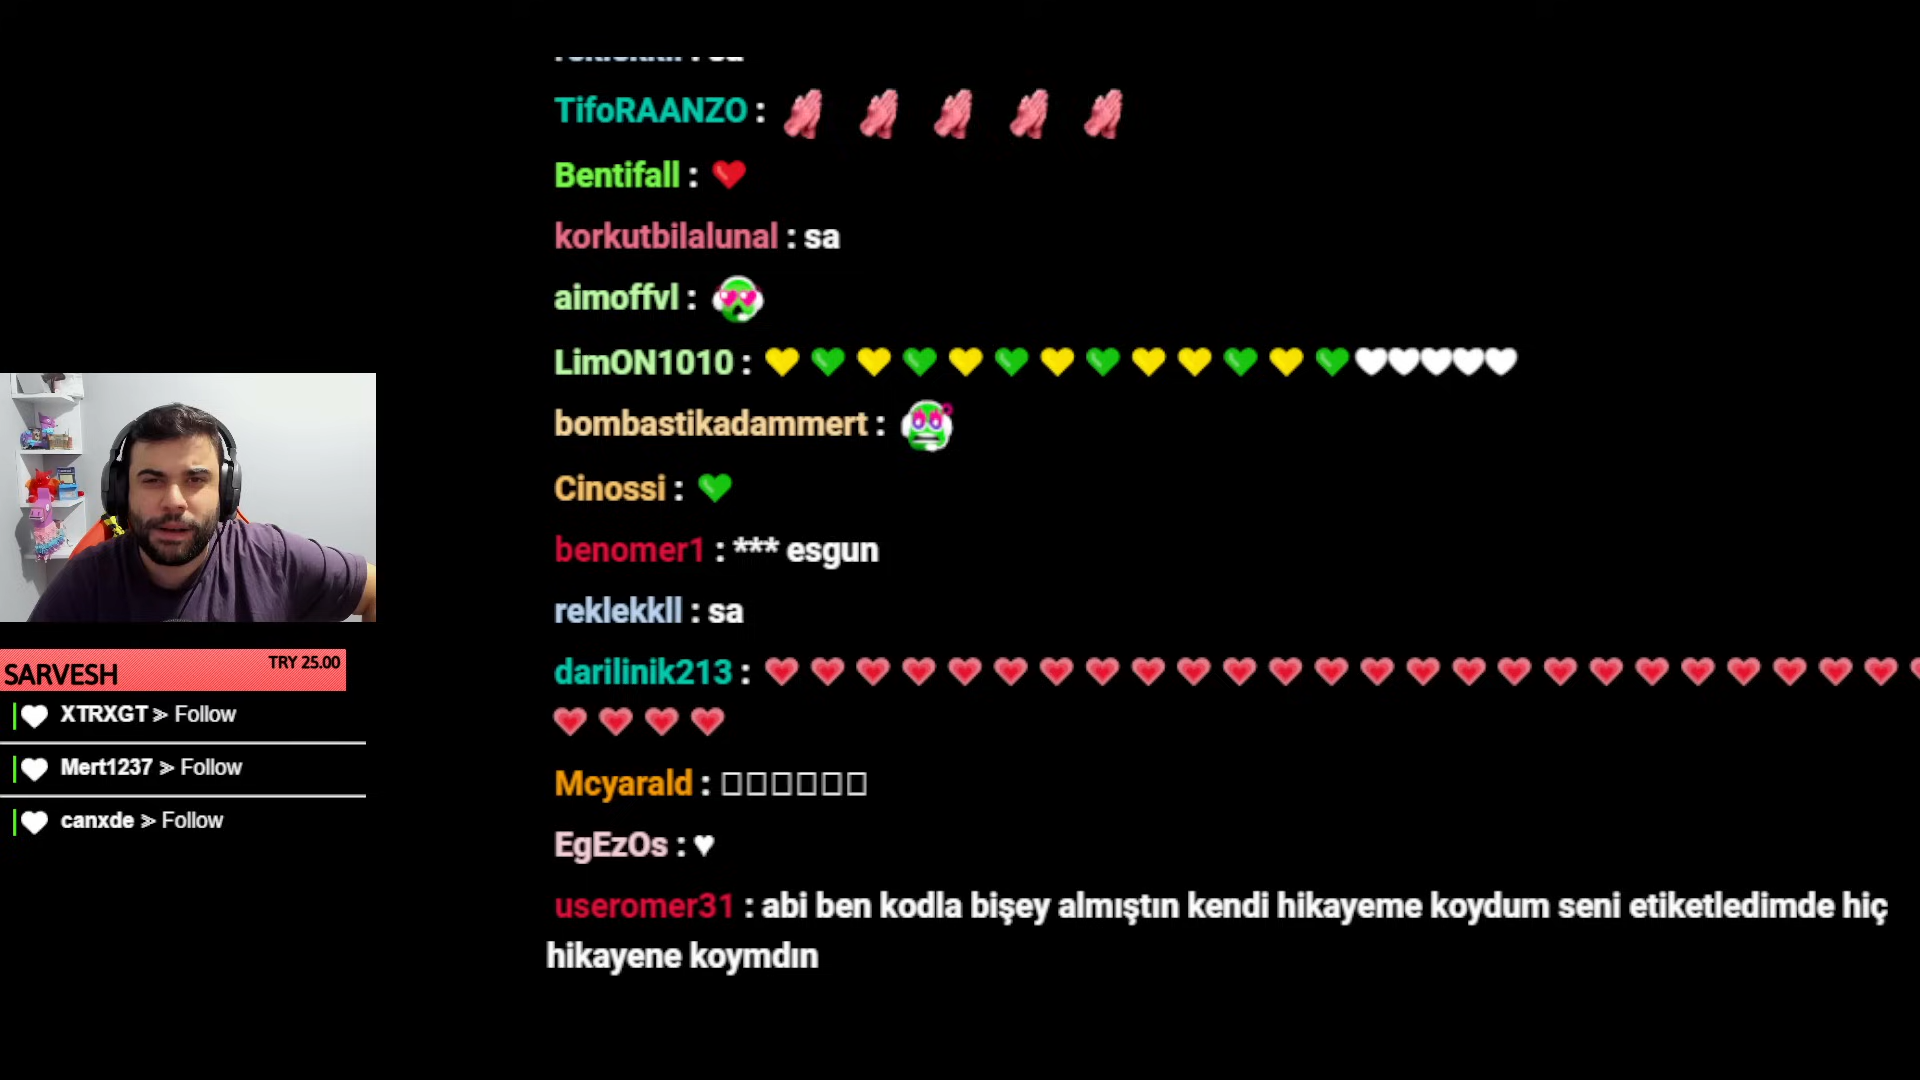 TifoRAANZO :
Bentifall :
korkutbilalunal : sa
aimoffvl :
LimON1010 :
bombastikadammert :
Cinossi :
benomer1 : *** esgun
reklekkll : sa
darilinik213 :
Mcyarald :
EgEzOs : ♥
useromer31 : abi ben kodla bişey almıştın kendi hikayeme koydum seni etiketledimde hiç
hikayene koymdın
SARVESH TRY 25.00
XTRXGT > Follow
Mert1237 > Follow
canxde > Follow